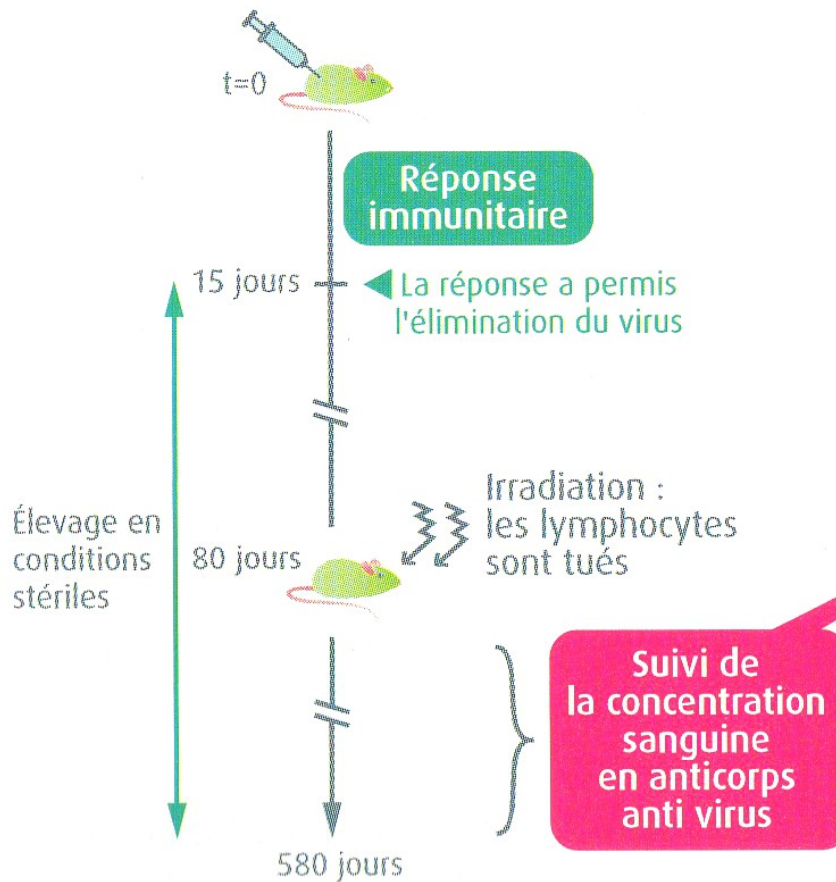 t=0
Réponse
immunitaire
15 jours
La réponse a permis
l'élimination du virus
Irradiation :
les lymphocytes
sont tués
Élevage en
conditions
stériles
80 jours
Suivi de
la concentration
sanguine
en anticorps
anti virus
580 jours